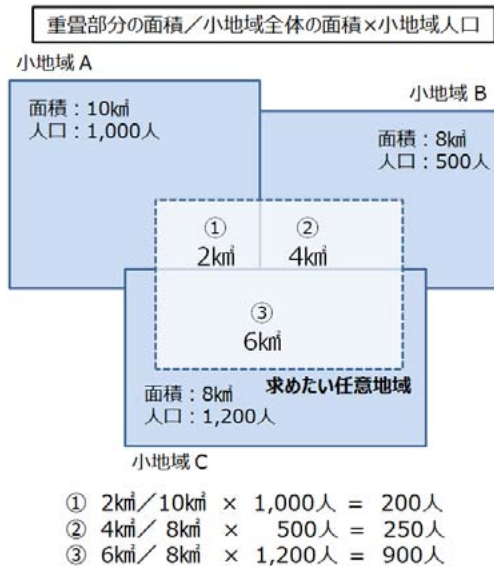 重畳部分の面積／小地域全体の面積×小地域人口
小地域 A
面積：10㎢
人口：1,000人
小地域 B
面積：8㎢
人口：500人
①
2㎢
②
4㎢
③
6㎢
求めたい任意地域
面積：8㎢
人口：1,200人
小地域 C
① 2㎢／10㎢ × 1,000人 = 200人
② 4㎢／ 8㎢ × 500人 = 250人
③ 6㎢／ 8㎢ × 1,200人 = 900人